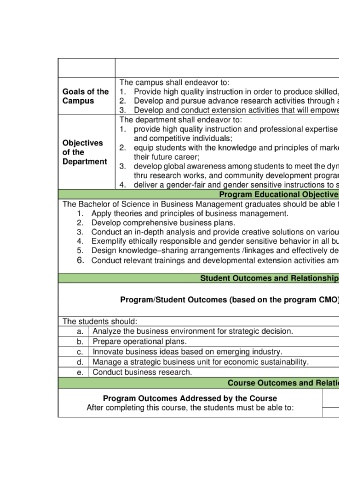 The campus shall endeavor to:
Goals of the Campus
1. Provide high quality instruction in order to produce skilled,
2. Develop and pursue advance research activities through
3. Develop and conduct extension activities that will empowe
The department shall endeavor to:
Objectives of the Department
1. provide high quality instruction and professional expertise
and competitive individuals;
2. equip students with the knowledge and principles of marke
their future career;
3. develop global awareness among students to meet the dyn
thru research works, and community development program
4. deliver a gender-fair and gender sensitive instructions to s
Program Educational Objective
The Bachelor of Science in Business Management graduates should be able t
1. Apply theories and principles of business management.
2. Develop comprehensive business plans.
3. Conduct an in-depth analysis and provide creative solutions on variou
4. Exemplify ethically responsible and gender sensitive behavior in all bu
5. Design knowledge–sharing arrangements /linkages and effectively de
6. Conduct relevant trainings and developmental extension activities am
Student Outcomes and Relationship
Program/Student Outcomes (based on the program CMO)
The students should:
a. Analyze the business environment for strategic decision.
b. Prepare operational plans.
c. Innovate business ideas based on emerging industry.
d. Manage a strategic business unit for economic sustainability.
e. Conduct business research.
Course Outcomes and Relati
Program Outcomes Addressed by the Course
After completing this course, the students must be able to: